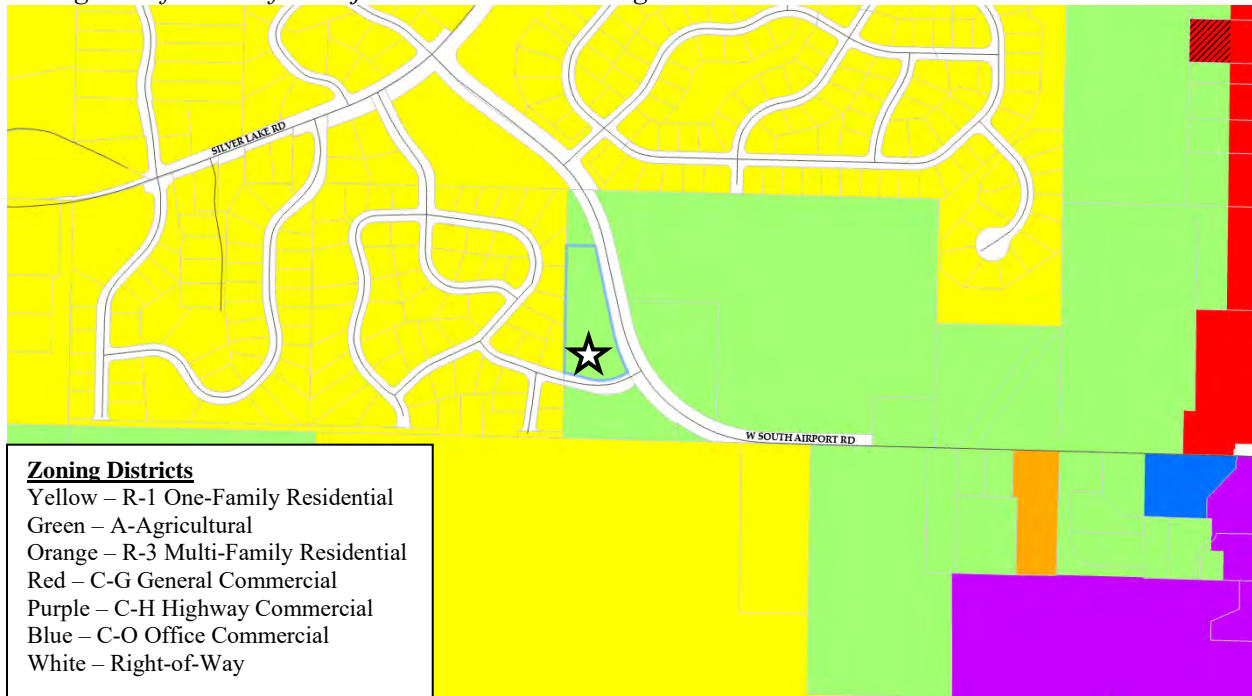 SILVER LAKE RD
W SOUTH AIRPORT RD
Zoning Districts
Yellow – R-1 One-Family Residential
Green – A-Agricultural
Orange – R-3 Multi-Family Residential
Red – C-G General Commercial
Purple – C-H Highway Commercial
Blue – C-O Office Commercial
White – Right-of-Way